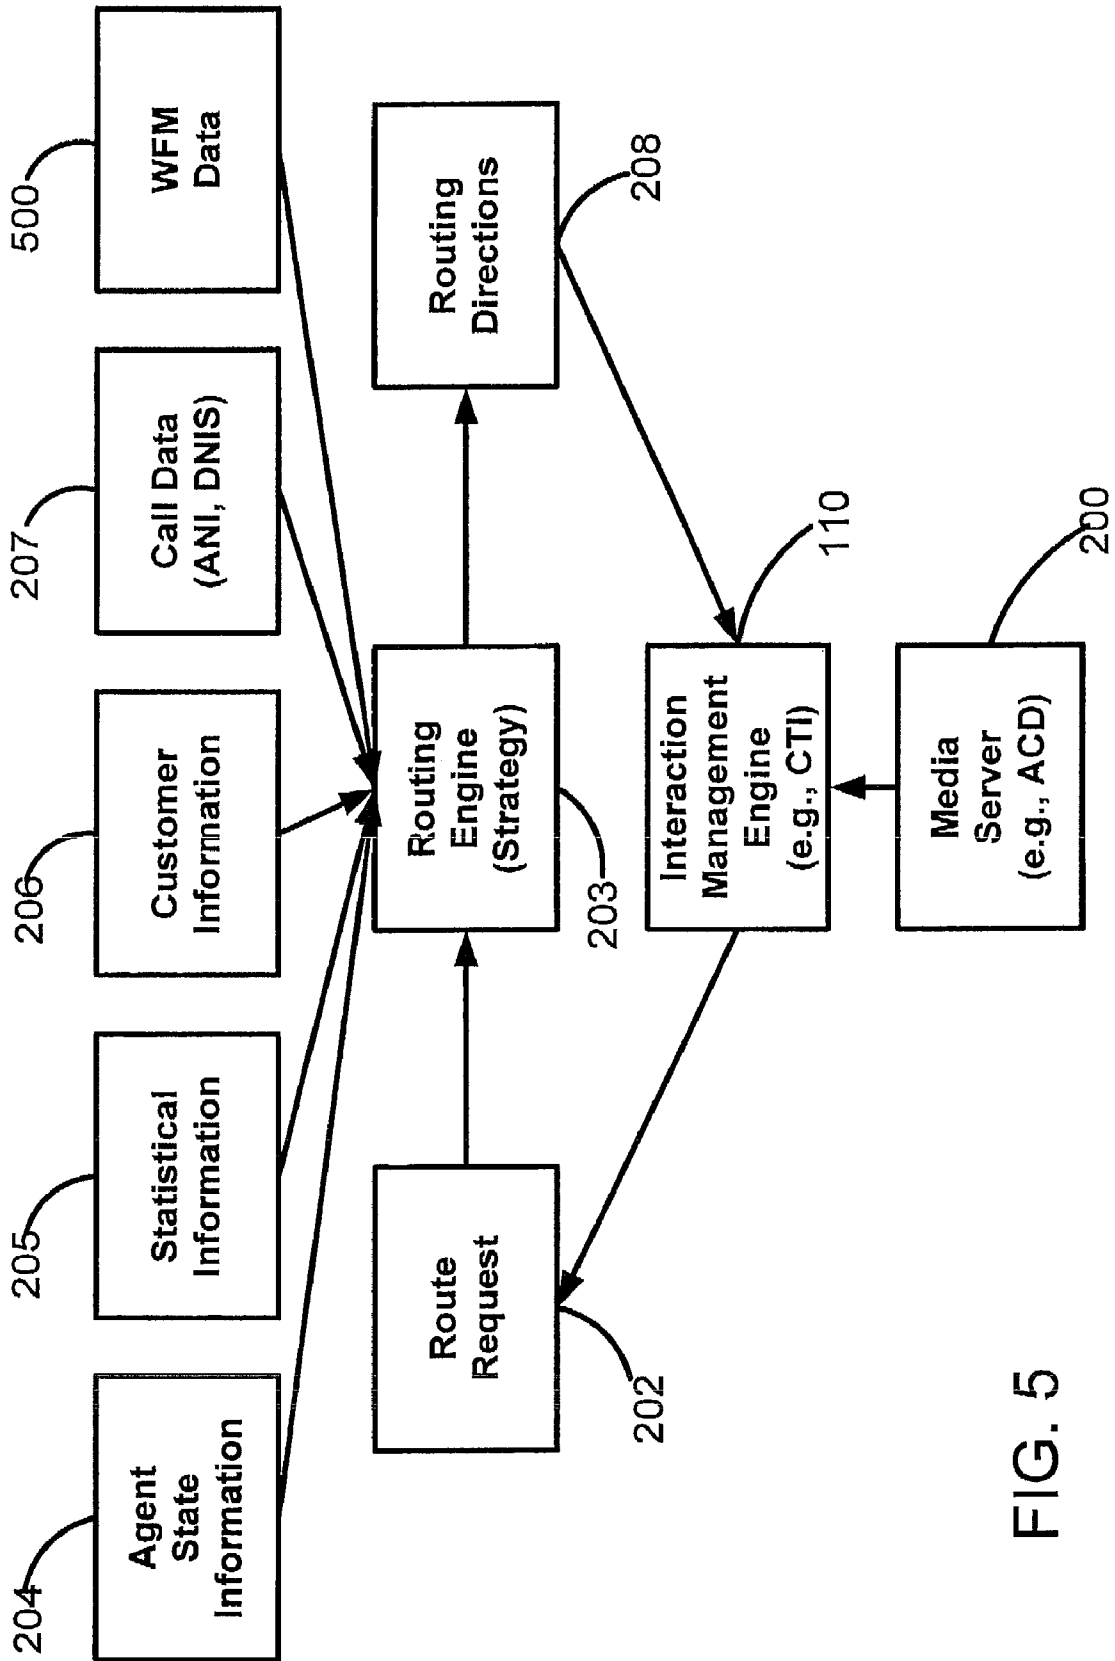 204
205
206
207
500
Agent
State
Information
Statistical
Information
Customer
Information
Call Data
(ANI, DNIS)
WFM
Data
Route
Request
Routing
Engine
(Strategy)
Routing
Directions
202
203
208
Interaction
Management
Engine
(e.g., CTI)
110
Media
Server
(e.g., ACD)
200
FIG. 5